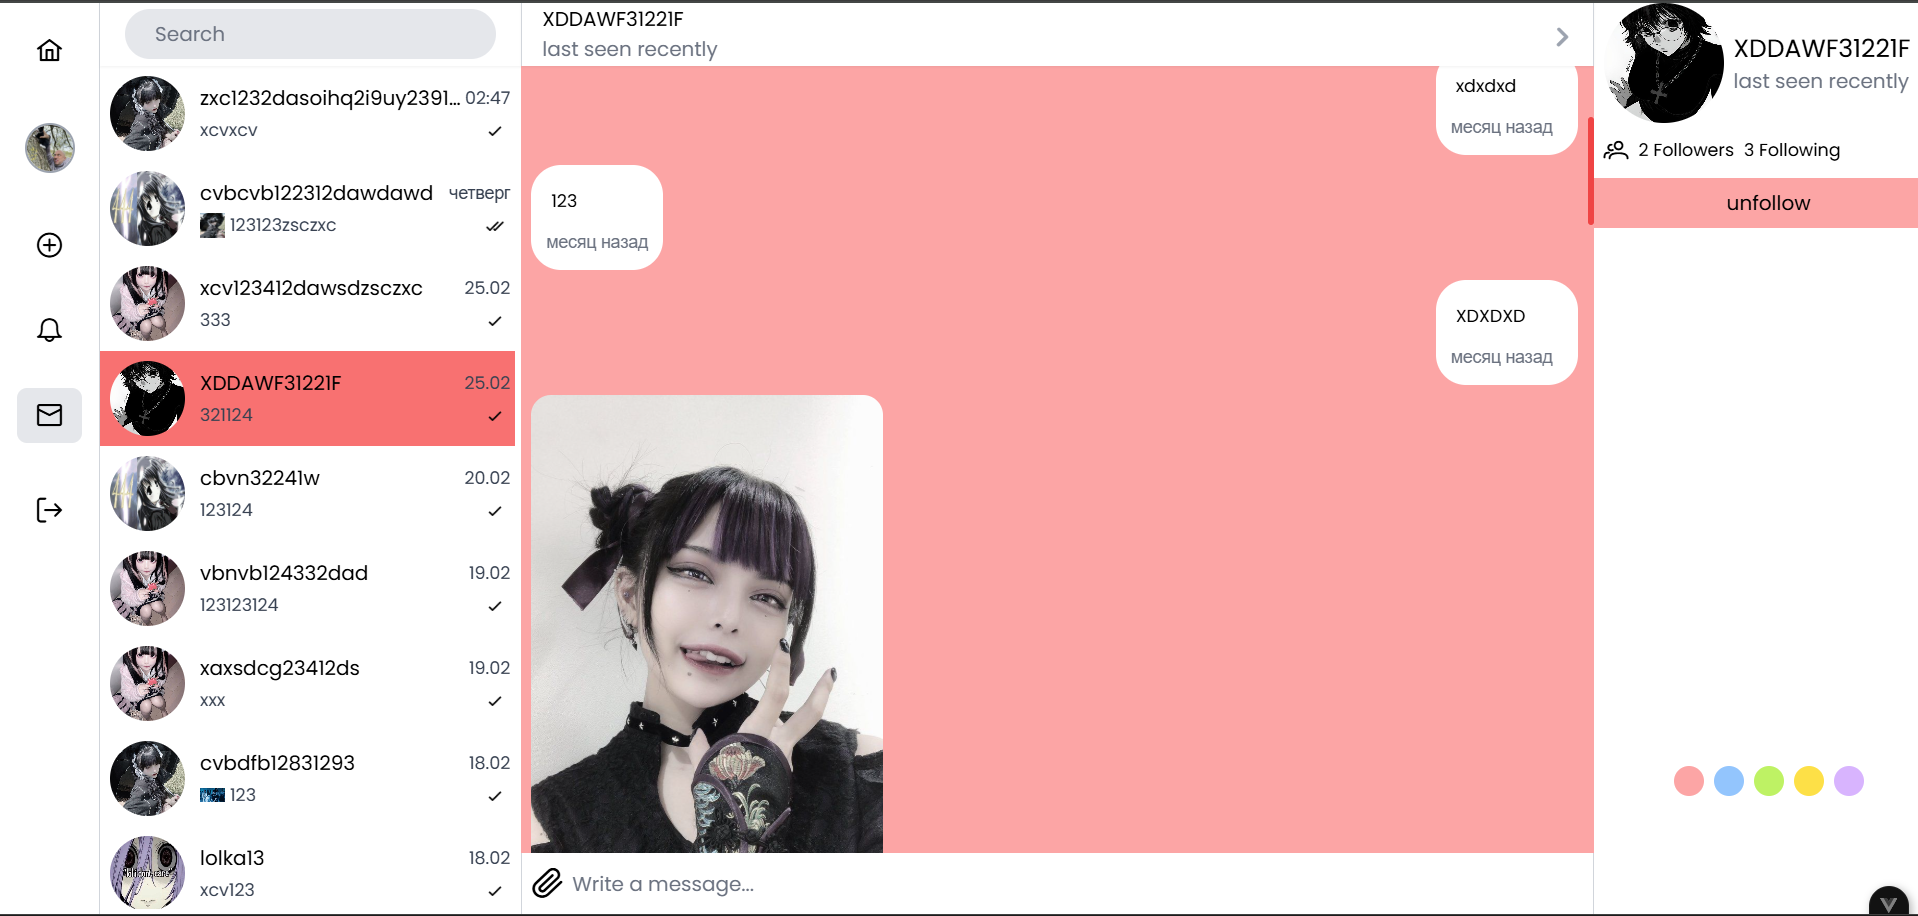 Search
zxc1232dasoihq2i9uy2391... 02:47
xcvxcv
cvbcvb122312dawdawd четверг
123123zsczxc
xcv123412dawsdzsczxc 25.02
333
XDDAWF31221F 25.02
321124
cbvn32241w 20.02
123124
vbnvb124332dad 19.02
123123124
xaxsdcg23412ds 19.02
xxx
cvbdfb12831293 18.02
123
lolka13 18.02
xcv123
XDDAWF31221F
last seen recently
xdxdxd
месяц назад
123
месяц назад
XDXDXD
месяц назад
Write a message...
XDDAWF31221F
last seen recently
2 Followers 3 Following
unfollow